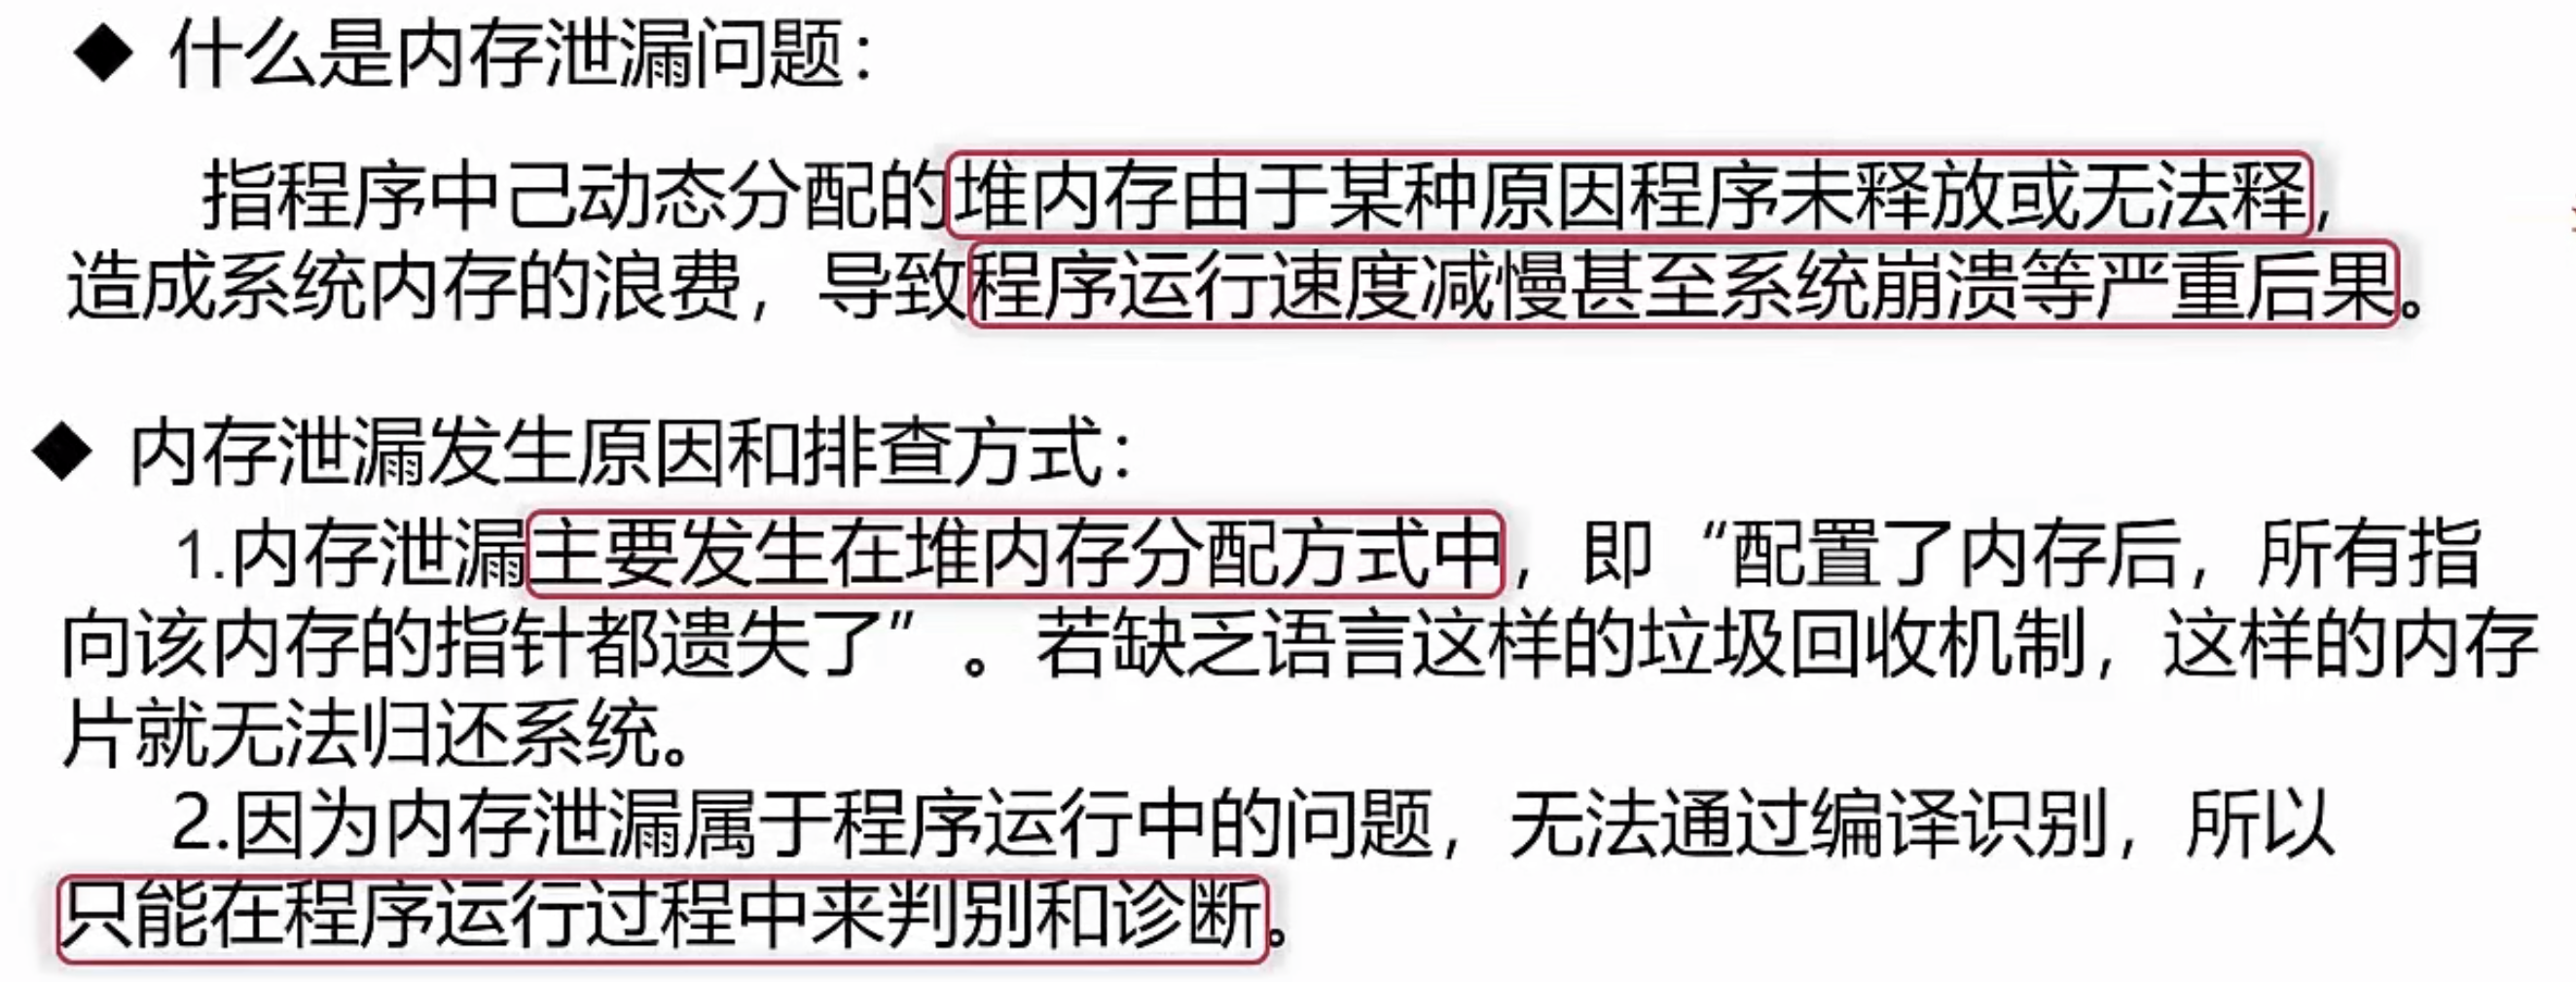 ◆ 什么是内存泄漏问题：
指程序中己动态分配的堆内存由于某种原因程序未释放或无法释，
造成系统内存的浪费，导致程序运行速度减慢甚至系统崩溃等严重后果。
◆ 内存泄漏发生原因和排查方式：
1.内存泄漏主要发生在堆内存分配方式中，即“配置了内存后，所有指
向该内存的指针都遗失了”。若缺乏语言这样的垃圾回收机制，这样的内存
片就无法归还系统。
2.因为内存泄漏属于程序运行中的问题，无法通过编译识别，所以
只能在程序运行过程中来判别和诊断。